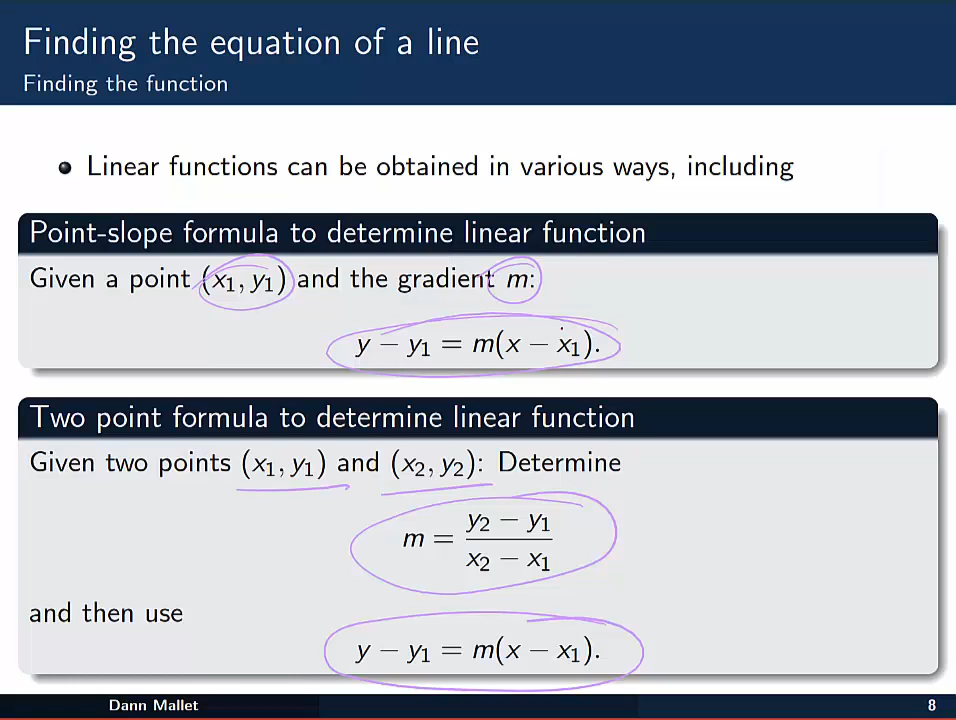 Finding the equation of a line
Finding the function
Linear functions can be obtained in various ways, including
Point-slope formula to determine linear function
Given a point (x₁, y₁) and the gradient m:
y − y₁ = m(x − x₁).
Two point formula to determine linear function
Given two points (x₁, y₁) and (x₂, y₂): Determine
m = (y₂ − y₁)/(x₂ − x₁)
and then use
y − y₁ = m(x − x₁).
Dann Mallet 8